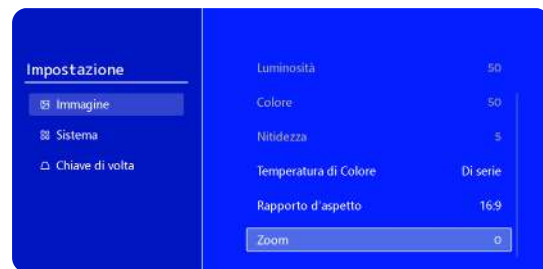 Impostazione
Immagine
Sistema
Chiave di volta
Luminosità 50
Colore 50
Nitidezza 5
Temperatura di Colore Di serie
Rapporto d'aspetto 16:9
Zoom 0